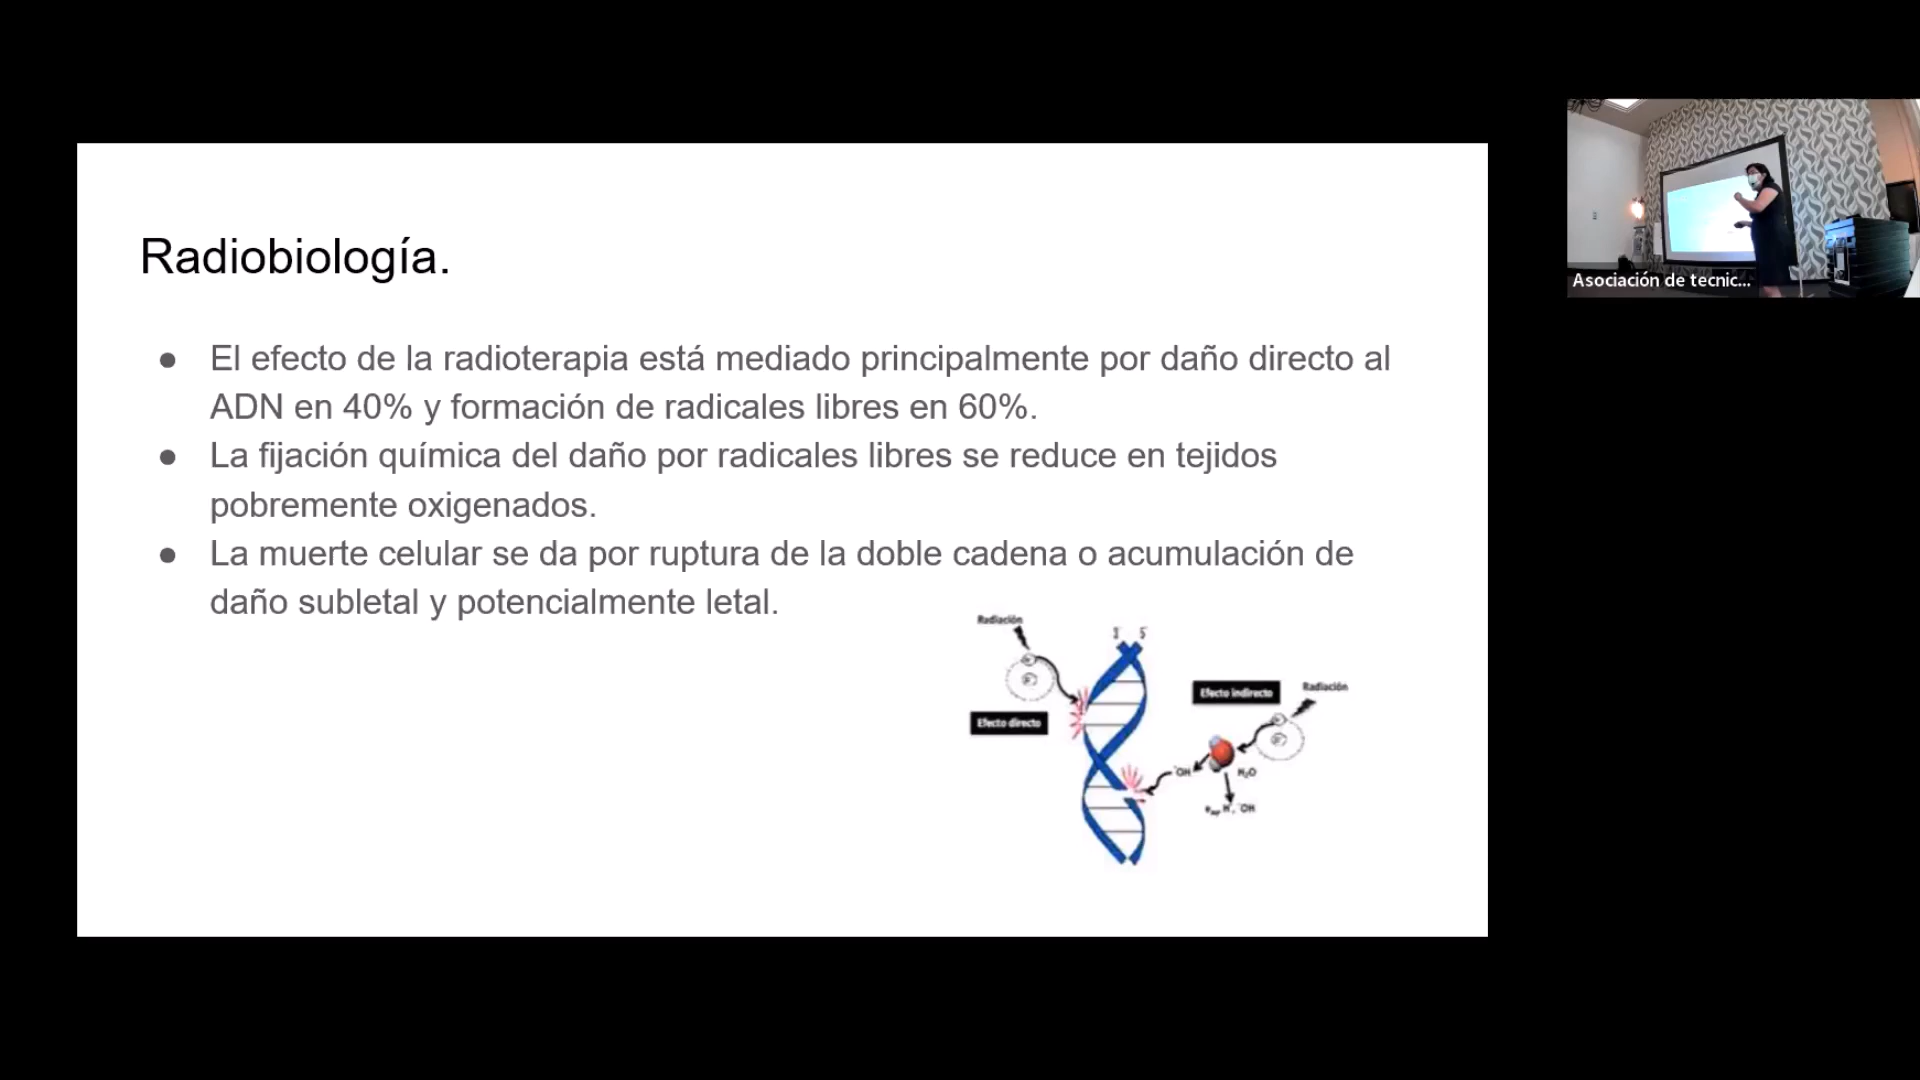 Radiobiología.
● El efecto de la radioterapia está mediado principalmente por daño directo al
ADN en 40% y formación de radicales libres en 60%.
● La fijación química del daño por radicales libres se reduce en tejidos
pobremente oxigenados.
● La muerte celular se da por ruptura de la doble cadena o acumulación de
daño subletal y potencialmente letal.
Radiación
Efecto directo
Efecto indirecto
Radiación
OH
H₂O
Asociación de tecnic...